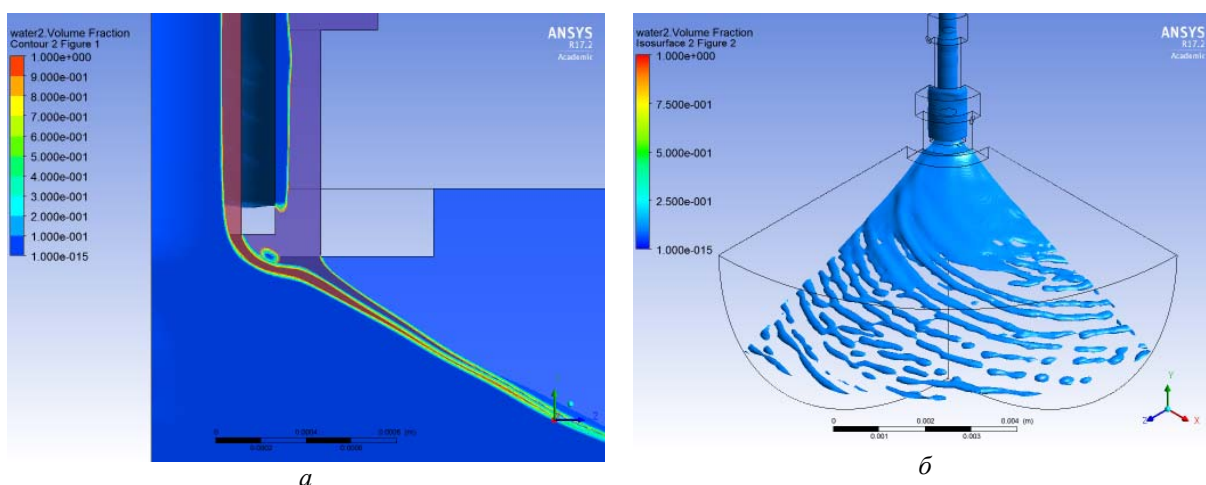 water2.Volume Fraction
Contour 2 Figure 1
1.000e+000
9.000e-001
8.000e-001
7.000e-001
6.000e-001
5.000e-001
4.000e-001
3.000e-001
2.000e-001
1.000e-001
1.000e-015
ANSYS
R17.2
Academic
Z
0 0.0004 0.0008 (m)
0.0002 0.0006
а
water2.Volume Fraction
Isosurface 2 Figure 2
1.000e+000
7.500e-001
5.000e-001
2.500e-001
1.000e-015
ANSYS
R17.2
Academic
Y
Z X
0 0.002 0.004 (m)
0.001 0.003
б